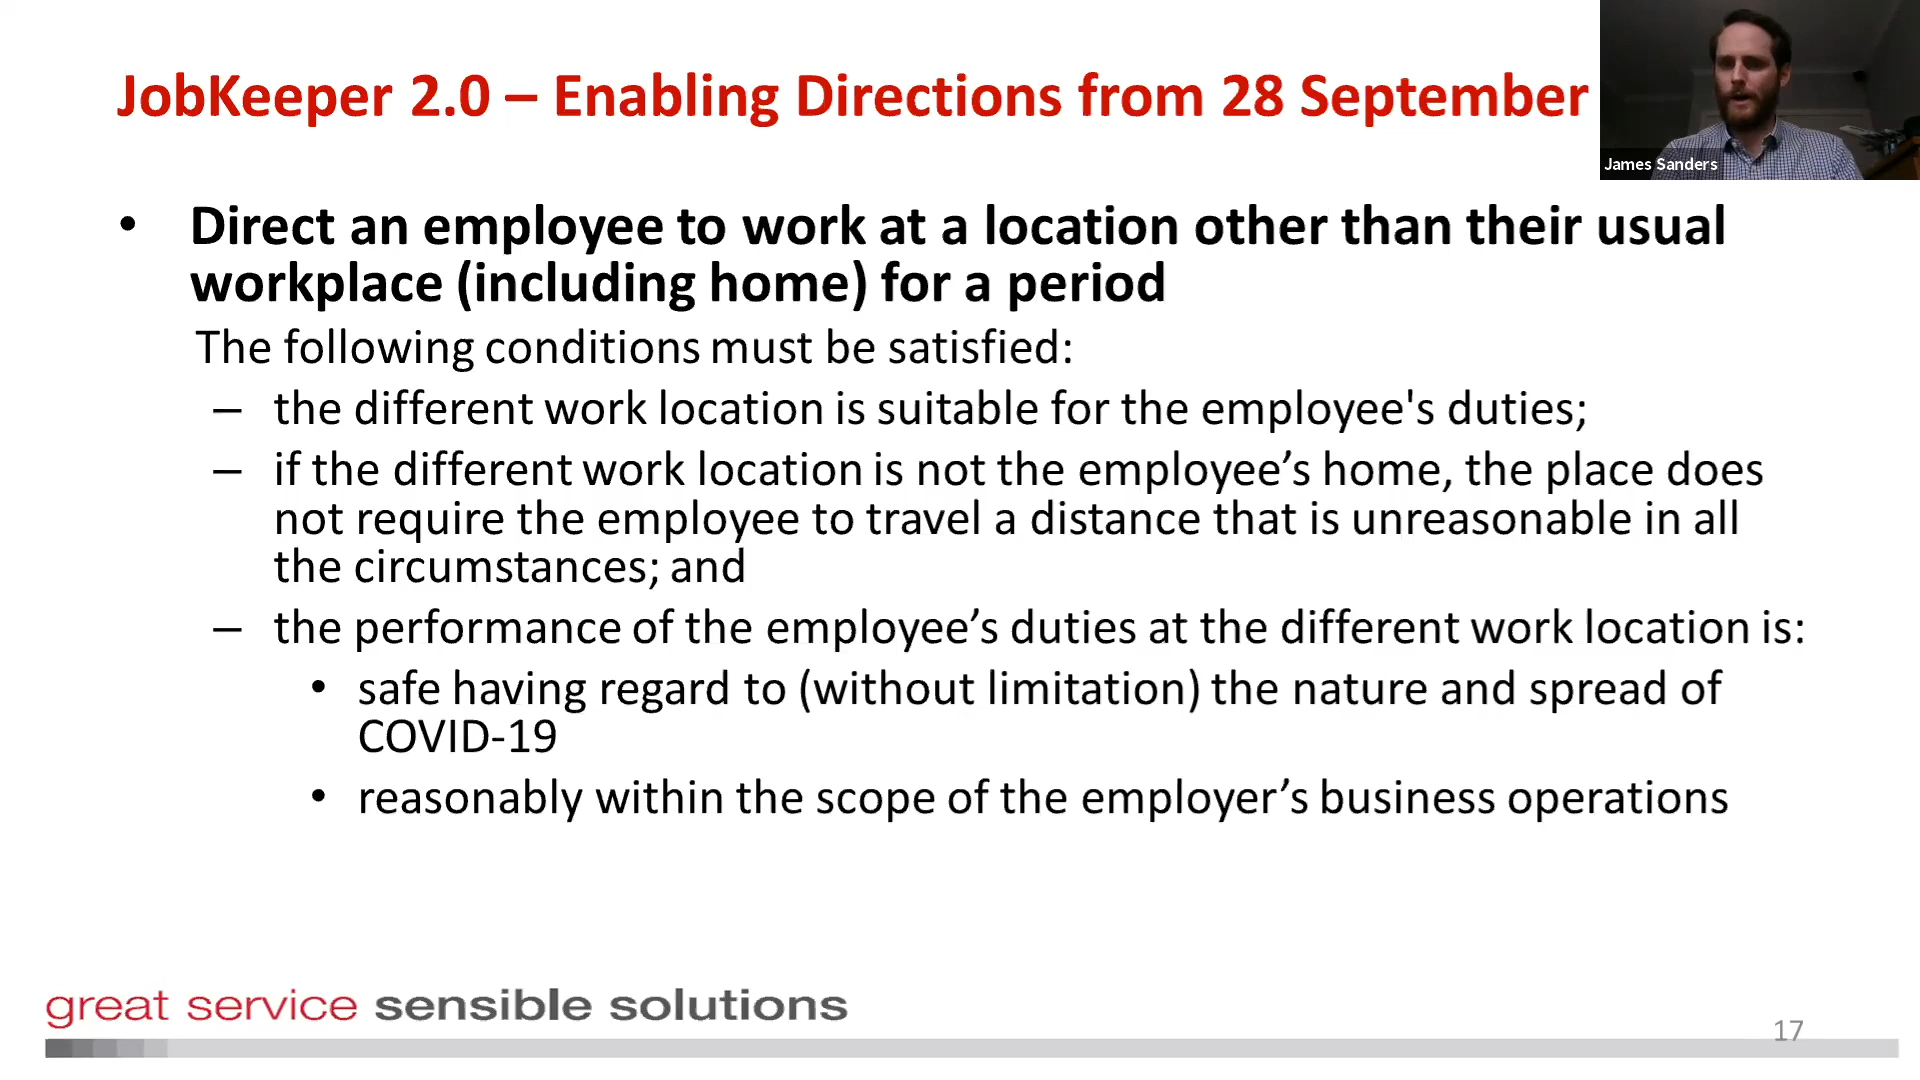 JobKeeper 2.0 – Enabling Directions from 28 September
James Sanders
• Direct an employee to work at a location other than their usual
workplace (including home) for a period
The following conditions must be satisfied:
– the different work location is suitable for the employee's duties;
– if the different work location is not the employee’s home, the place does
not require the employee to travel a distance that is unreasonable in all
the circumstances; and
– the performance of the employee’s duties at the different work location is:
• safe having regard to (without limitation) the nature and spread of
COVID-19
• reasonably within the scope of the employer’s business operations
great service sensible solutions
17